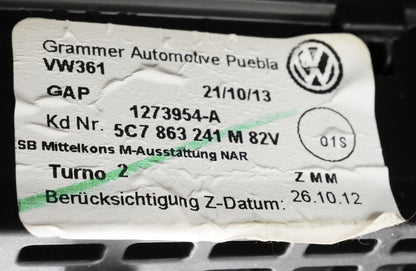 Grammer Automotive Puebla
VW361
GAP 21/10/13
1273954-A
Kd Nr. 5C7 863 241 M 82V
SB Mittelkons M-Ausstattung NAR
01S
Turno 2 Z MM
Berücksichtigung Z-Datum: 26.10.12